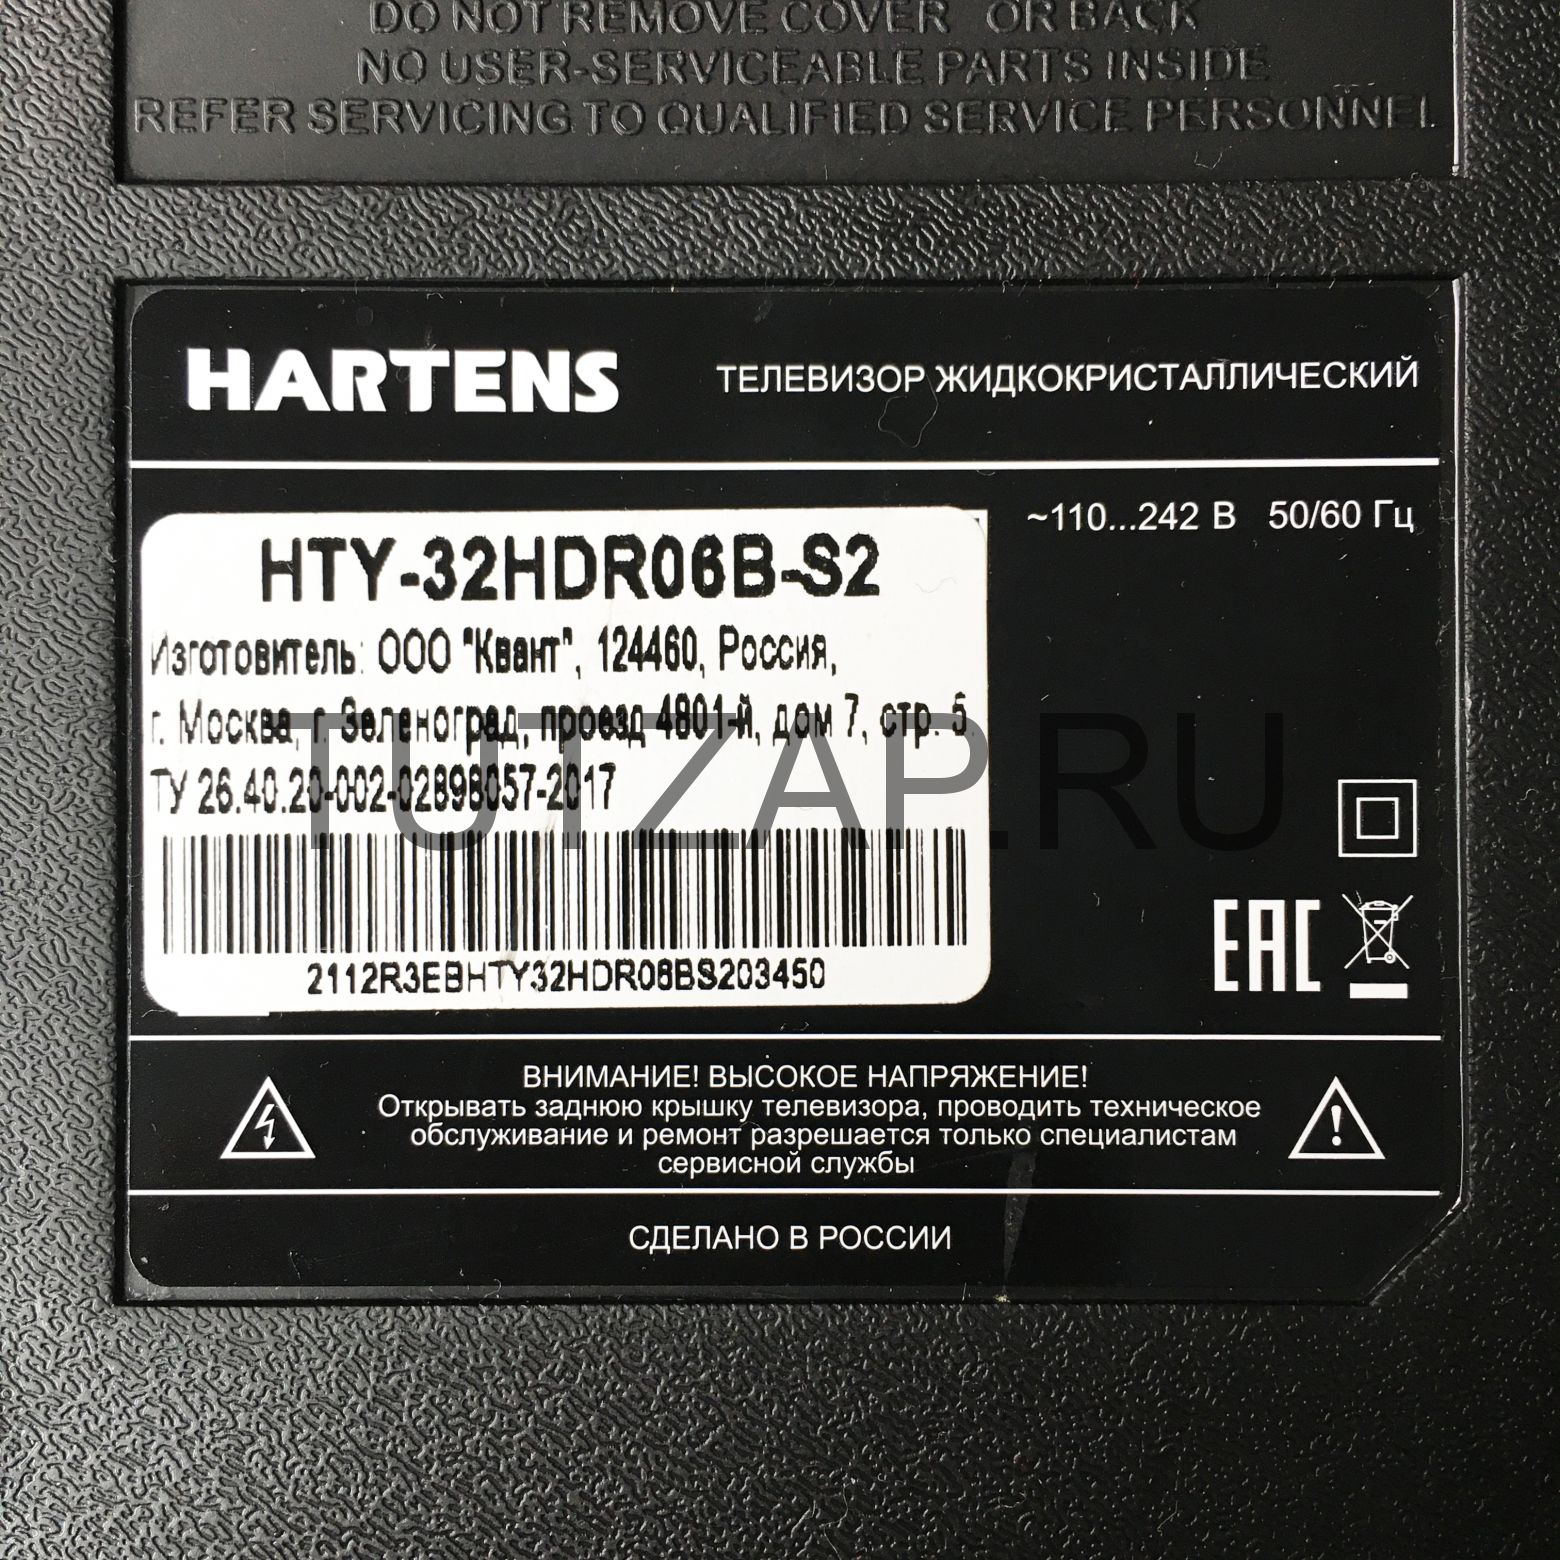 DO NOT REMOVE COVER OR BACK
NO USER-SERVICEABLE PARTS INSIDE
REFER SERVICING TO QUALIFIED SERVICE PERSONNEL
HARTENS
ТЕЛЕВИЗОР ЖИДКОКРИСТАЛЛИЧЕСКИЙ
~110...242 В 50/60 Гц
HTY-32HDR06B-S2
Изготовитель: ООО "Квант", 124460, Россия,
г. Москва, г. Зеленоград, проезд 4801-й, дом 7, стр. 5,
ТУ 26.40.20-002-02898057-2017
TUTZAP.RU
2112R3EBHTY32HDR06BS203450
EAC
ВНИМАНИЕ! ВЫСОКОЕ НАПРЯЖЕНИЕ!
Открывать заднюю крышку телевизора, проводить техническое
обслуживание и ремонт разрешается только специалистам
сервисной службы
СДЕЛАНО В РОССИИ